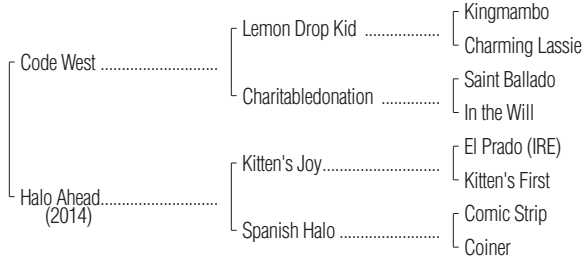 Kingmambo
Lemon Drop Kid ..................
Charming Lassie
Code West ...........................
Saint Ballado
Charitabledonation ..............
In the Will
El Prado (IRE)
Kitten's Joy...........................
Kitten's First
Halo Ahead...........................
(2014)
Comic Strip
Spanish Halo ........................
Coiner